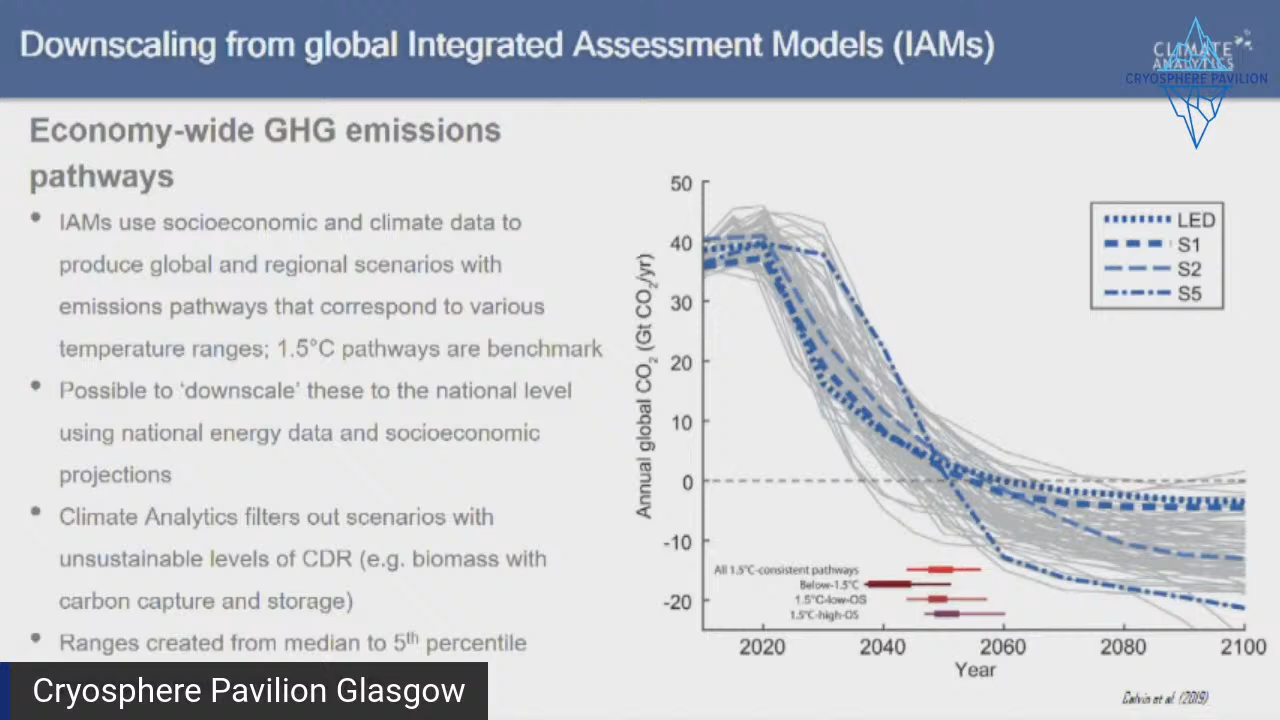 Downscaling from global Integrated Assessment Models (IAMs)
CLIMATE
ANALYTICS
CRYOSPHERE PAVILION
Economy-wide GHG emissions
pathways
• IAMs use socioeconomic and climate data to
produce global and regional scenarios with
emissions pathways that correspond to various
temperature ranges; 1.5°C pathways are benchmark
• Possible to ‘downscale’ these to the national level
using national energy data and socioeconomic
projections
• Climate Analytics filters out scenarios with
unsustainable levels of CDR (e.g. biomass with
carbon capture and storage)
• Ranges created from median to 5th percentile
Annual global CO2 (Gt CO2/yr)
50
40
30
20
10
0
-10
-20
LED
S1
S2
S5
All 1.5°C-consistent pathways
Below-1.5°C
1.5°C-low-OS
1.5°C-high-OS
2020 2040 2060 2080 2100
Year
Calvin et al. (2019)
Cryosphere Pavilion Glasgow